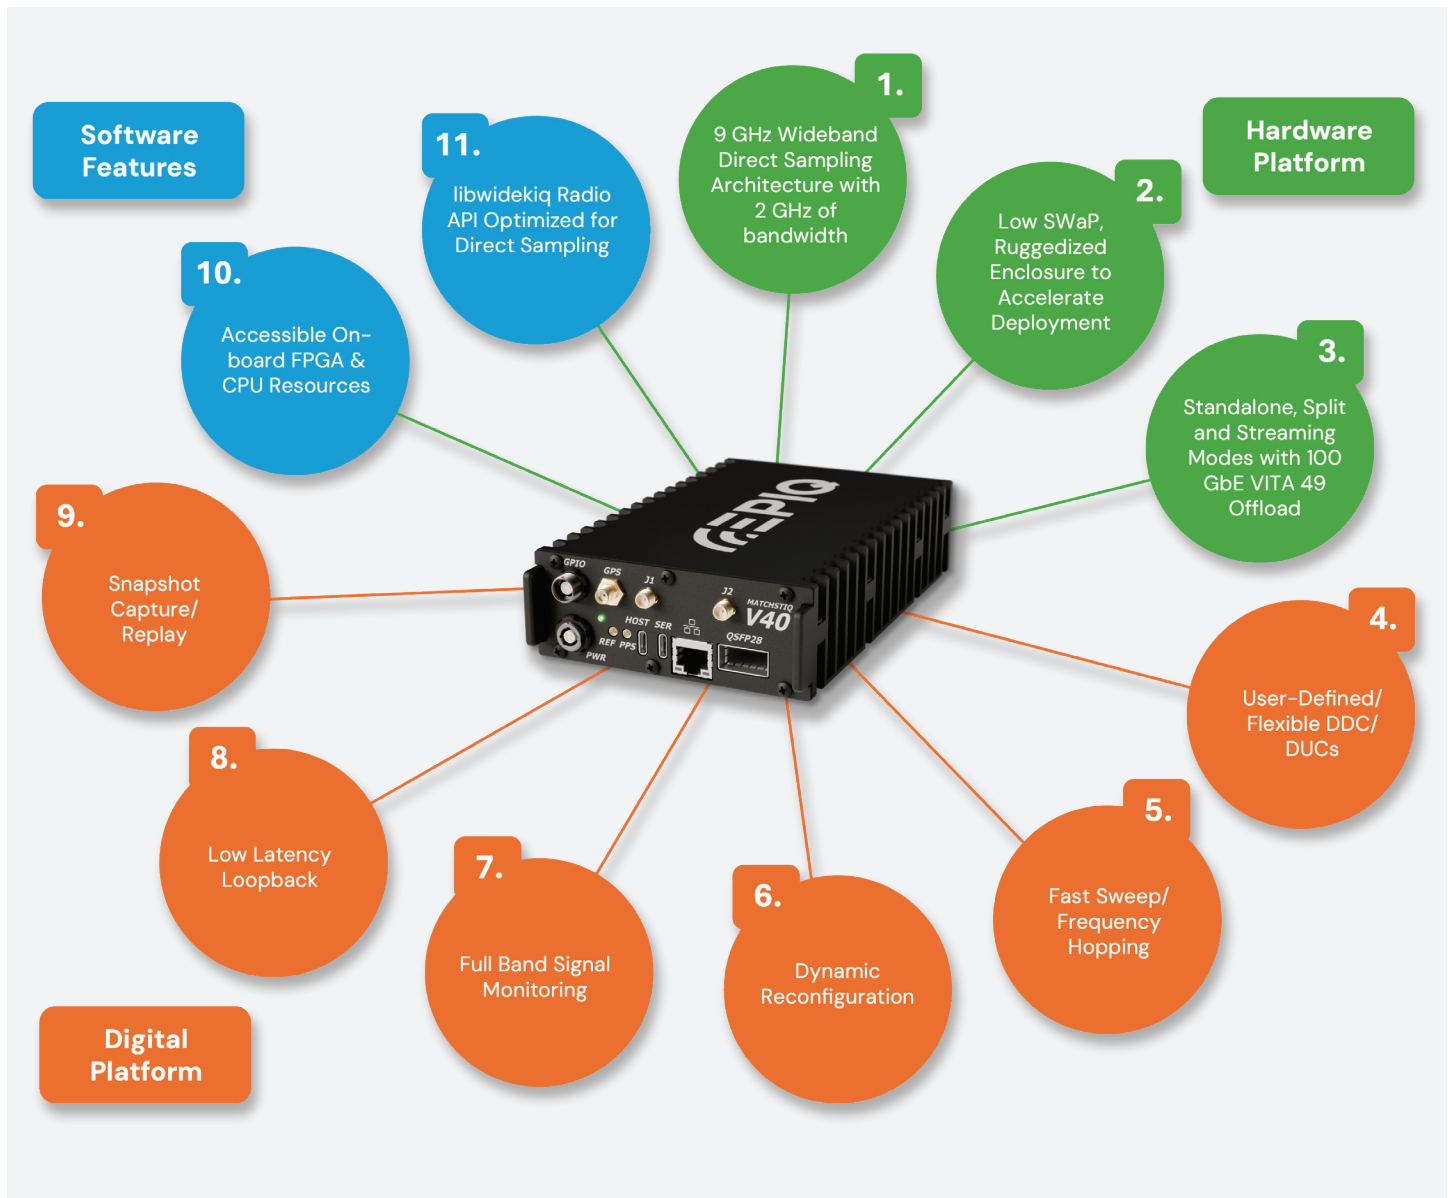 Software
Features
Hardware
Platform
1.
9 GHz Wideband
Direct Sampling
Architecture with
2 GHz of
bandwidth
2.
Low SWaP,
Ruggedized
Enclosure to
Accelerate
Deployment
3.
Standalone, Split
and Streaming
Modes with 100
GbE VITA 49
Offload
4.
User-Defined/
Flexible DDC/
DUCs
5.
Fast Sweep/
Frequency
Hopping
6.
Dynamic
Reconfiguration
7.
Full Band Signal
Monitoring
8.
Low Latency
Loopback
9.
Snapshot
Capture/
Replay
10.
Accessible On-
board FPGA &
CPU Resources
11.
libwidekiq Radio
API Optimized for
Direct Sampling
EPIQ
GPIO
GPS
J1
J2
MATCHSTIQ
V40
HOST SER
REF PPS
QSFP28
PWR
Digital
Platform